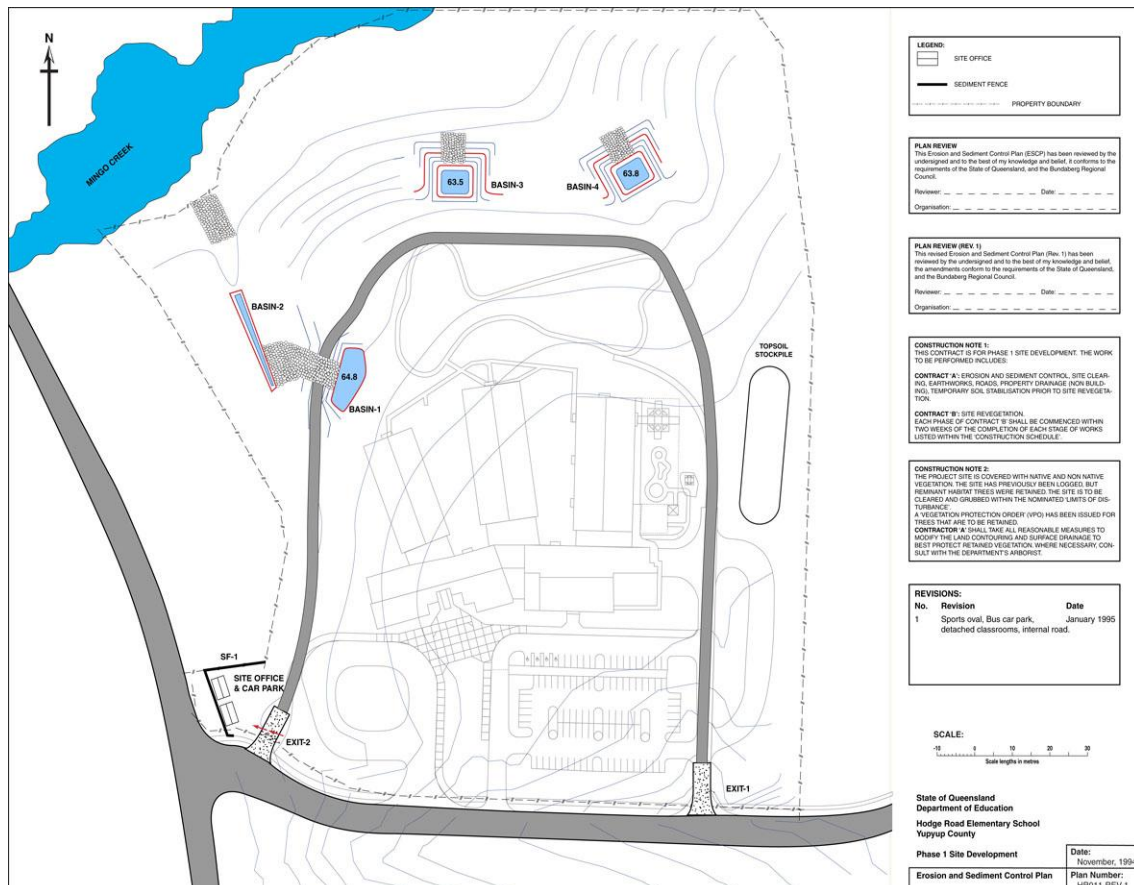 N
MINGO CREEK
63.5
BASIN-3
63.8
BASIN-4
BASIN-2
64.8
BASIN-1
TOPSOIL
STOCKPILE
SF-1
SITE OFFICE
& CAR PARK
EXIT-2
EXIT-1
LEGEND:
SITE OFFICE
SEDIMENT FENCE
PROPERTY BOUNDARY
PLAN REVIEW
This Erosion and Sediment Control Plan (ESCP) has been reviewed by the
undersigned and to the best of my knowledge and belief, it conforms to the
requirements of the State of Queensland, and the Bundaberg Regional
Council.
Reviewer: _ _ _ _ _ _ _ _ _ _ _ Date: _ _ _ _ _ _
Organisation: _ _ _ _ _ _ _ _ _ _ _ _ _ _ _ _ _ _
PLAN REVIEW (REV. 1)
This revised Erosion and Sediment Control Plan (Rev. 1) has been
reviewed by the undersigned and to the best of my knowledge and belief,
the amendments conform to the requirements of the State of Queensland,
and the Bundaberg Regional Council.
Reviewer: _ _ _ _ _ _ _ _ _ _ _ Date: _ _ _ _ _ _
Organisation: _ _ _ _ _ _ _ _ _ _ _ _ _ _ _ _ _ _
CONSTRUCTION NOTE 1:
THIS CONTRACT IS FOR PHASE 1 SITE DEVELOPMENT. THE WORK
TO BE PERFORMED INCLUDES:
CONTRACT 'A': EROSION AND SEDIMENT CONTROL, SITE CLEAR-
ING, EARTHWORKS, ROADS, PROPERTY DRAINAGE (NON BUILD-
ING), TEMPORARY SOIL STABILISATION PRIOR TO SITE REVEGETA-
TION.
CONTRACT 'B': SITE REVEGETATION.
EACH PHASE OF CONTRACT 'B' SHALL BE COMMENCED WITHIN
TWO WEEKS OF THE COMPLETION OF EACH STAGE OF WORKS
LISTED WITHIN THE 'CONSTRUCTION SCHEDULE'.
CONSTRUCTION NOTE 2:
THE PROJECT SITE IS COVERED WITH NATIVE AND NON NATIVE
VEGETATION. THE SITE HAS PREVIOUSLY BEEN LOGGED, BUT
REMINANT HABITAT TREES WERE RETAINED. THE SITE IS TO BE
CLEARED AND GRUBBED WITHIN THE NOMINATED 'LIMITS OF DIS-
TURBANCE'.
A 'VEGETATION PROTECTION ORDER' (VPO) HAS BEEN ISSUED FOR
TREES THAT ARE TO BE RETAINED.
CONTRACTOR 'A' SHALL TAKE ALL REASONABLE MEASURES TO
MODIFY THE LAND CONTOURING AND SURFACE DRAINAGE TO
BEST PROTECT RETAINED VEGETATION. WHERE NECESSARY, CON-
SULT WITH THE DEPARTMENT'S ARBORIST.
REVISIONS:
No. Revision Date
1 Sports oval, Bus car park, January 1995
detached classrooms, internal road.
SCALE:
-10 0 10 20 30
Scale lengths in metres
State of Queensland
Department of Education
Hodge Road Elementary School
Yupyup County
Phase 1 Site Development
Date:
November, 1994
Erosion and Sediment Control Plan
Plan Number: